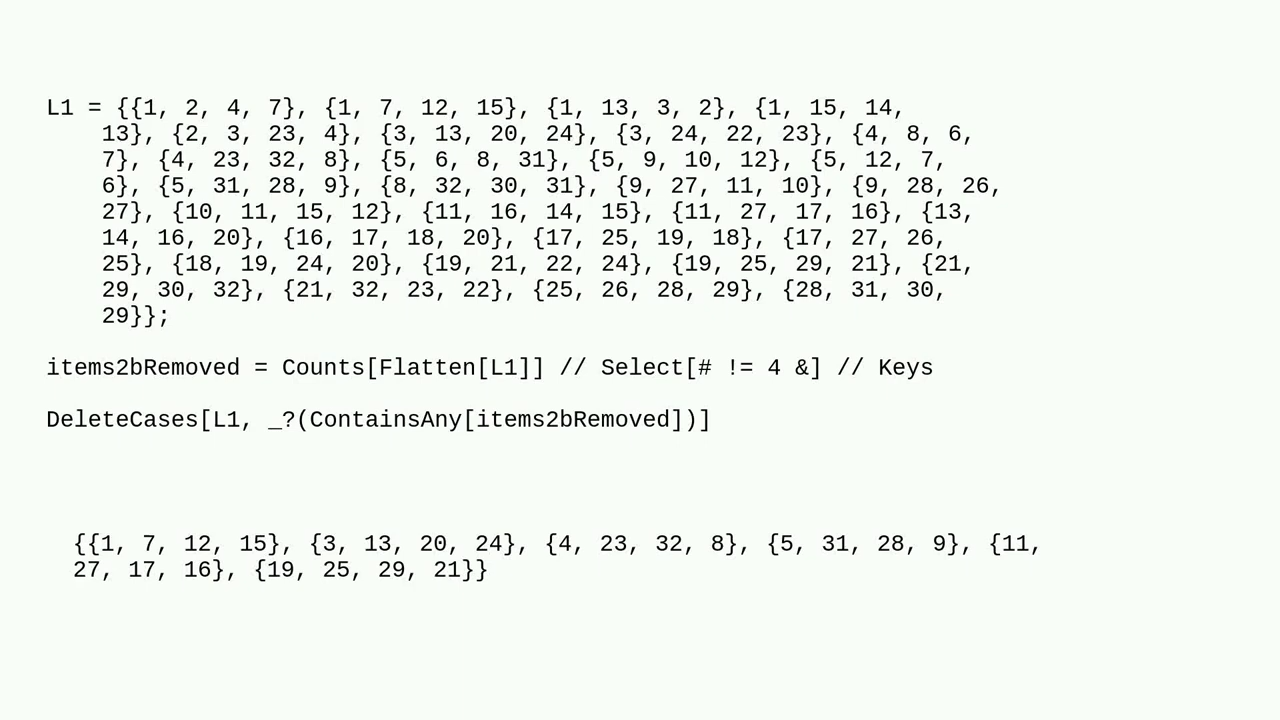 L1 = {{1, 2, 4, 7}, {1, 7, 12, 15}, {1, 13, 3, 2}, {1, 15, 14,
13}, {2, 3, 23, 4}, {3, 13, 20, 24}, {3, 24, 22, 23}, {4, 8, 6,
7}, {4, 23, 32, 8}, {5, 6, 8, 31}, {5, 9, 10, 12}, {5, 12, 7,
6}, {5, 31, 28, 9}, {8, 32, 30, 31}, {9, 27, 11, 10}, {9, 28, 26,
27}, {10, 11, 15, 12}, {11, 16, 14, 15}, {11, 27, 17, 16}, {13,
14, 16, 20}, {16, 17, 18, 20}, {17, 25, 19, 18}, {17, 27, 26,
25}, {18, 19, 24, 20}, {19, 21, 22, 24}, {19, 25, 29, 21}, {21,
29, 30, 32}, {21, 32, 23, 22}, {25, 26, 28, 29}, {28, 31, 30,
29}};
items2bRemoved = Counts[Flatten[L1]] // Select[# != 4 &] // Keys
DeleteCases[L1, _?(ContainsAny[items2bRemoved])]
{{1, 7, 12, 15}, {3, 13, 20, 24}, {4, 23, 32, 8}, {5, 31, 28, 9}, {11,
27, 17, 16}, {19, 25, 29, 21}}